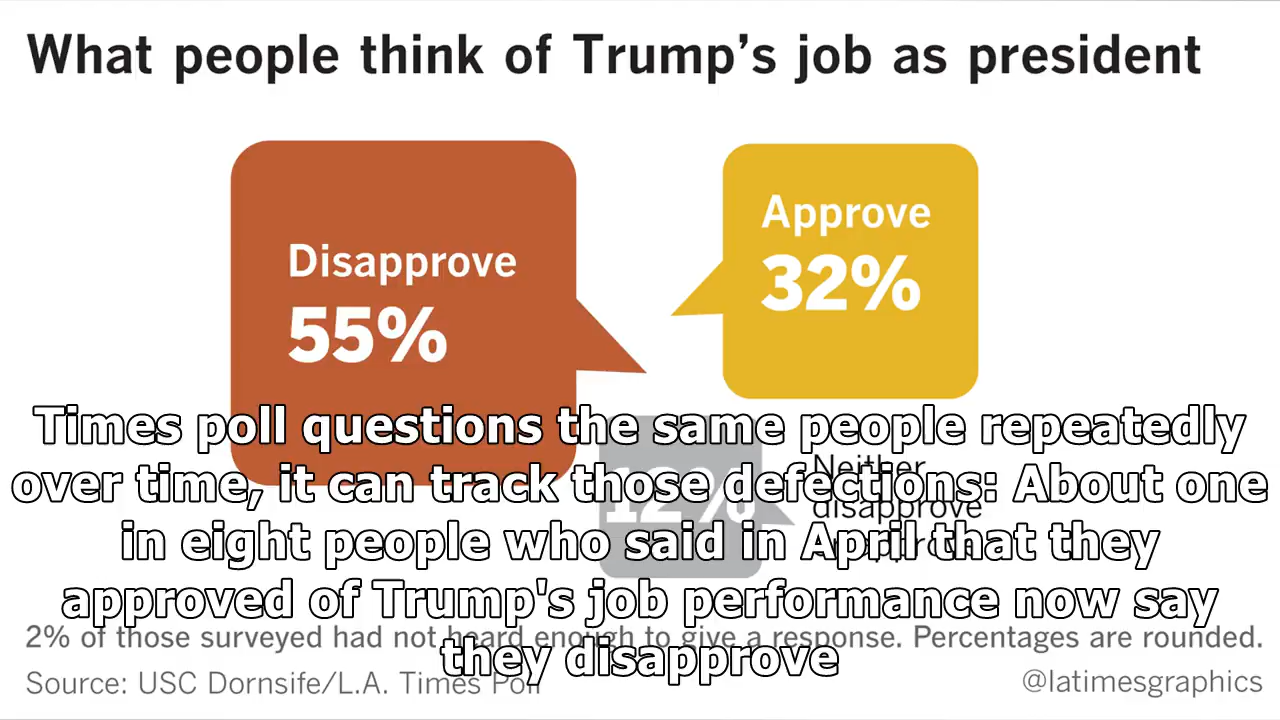 What people think of Trump's job as president
Disapprove
55%
Approve
32%
12%
Neither
disapprove
Times poll questions the same people repeatedly
over time, it can track those defections: About one
in eight people who said in April that they
approved of Trump's job performance now say
they disapprove
2% of those surveyed had not heard enough to give a response. Percentages are rounded.
Source: USC Dornsife/L.A. Times Poll
@latimesgraphics